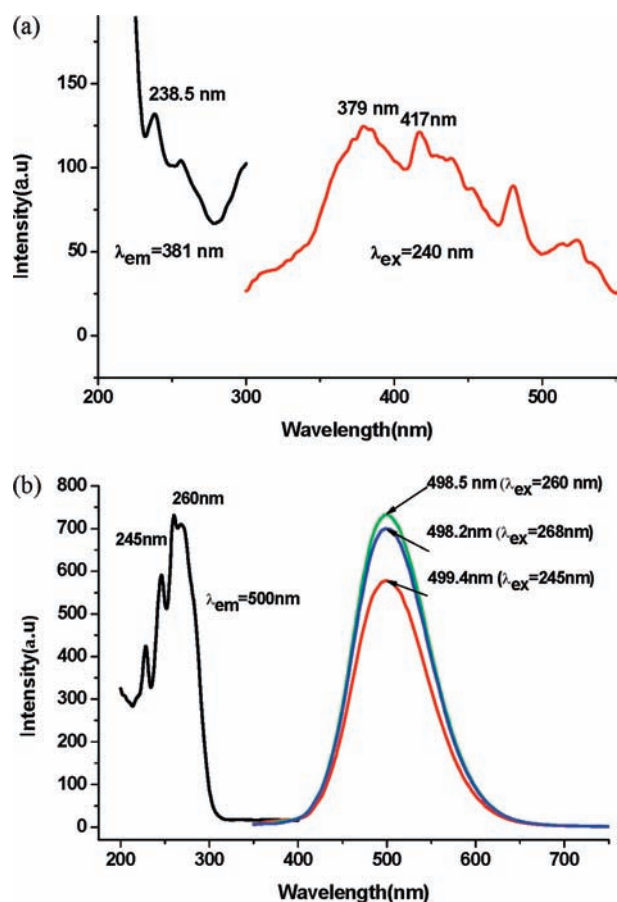 (a)
150
100
50
0
Intensity(a.u)
238.5 nm
379 nm
417nm
λem=381 nm
λex=240 nm
200
300
400
500
Wavelength(nm)
(b)
800
700
600
500
400
300
200
100
0
Intensity(a.u)
260nm
245nm
λem=500nm
498.5 nm (λex=260 nm)
498.2nm (λex=268nm)
499.4nm (λex=245nm)
200
300
400
500
600
700
Wavelength(nm)